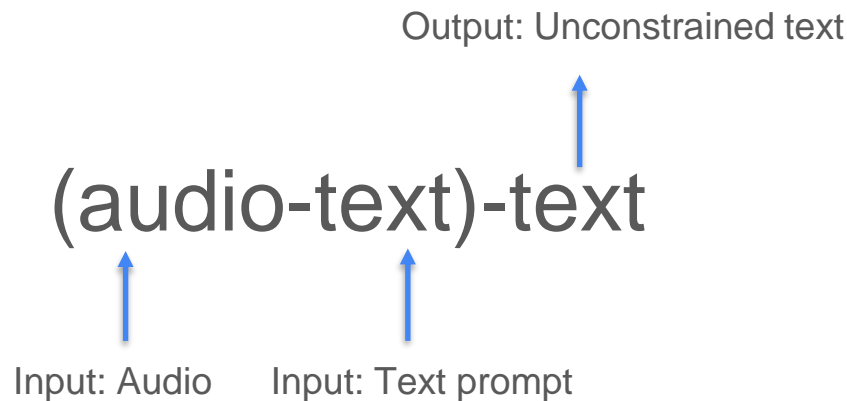 Output: Unconstrained text
(audio-text)-text
Input: Audio
Input: Text prompt